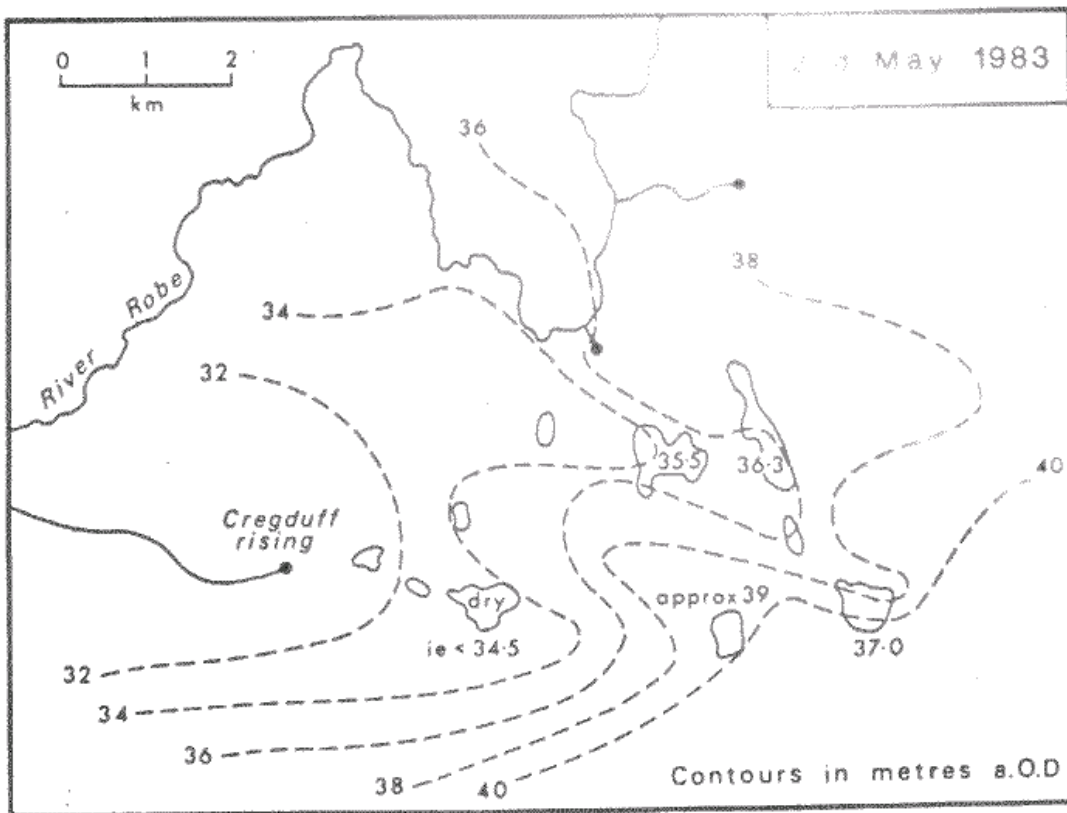 0 1 2
km
May 1983
36
River Robe
38
34
32
35·5
36·3
40
Cregduff
rising
dry
approx 39
ie < 34·5
37·0
32
34
36
38
40
Contours in metres a.O.D